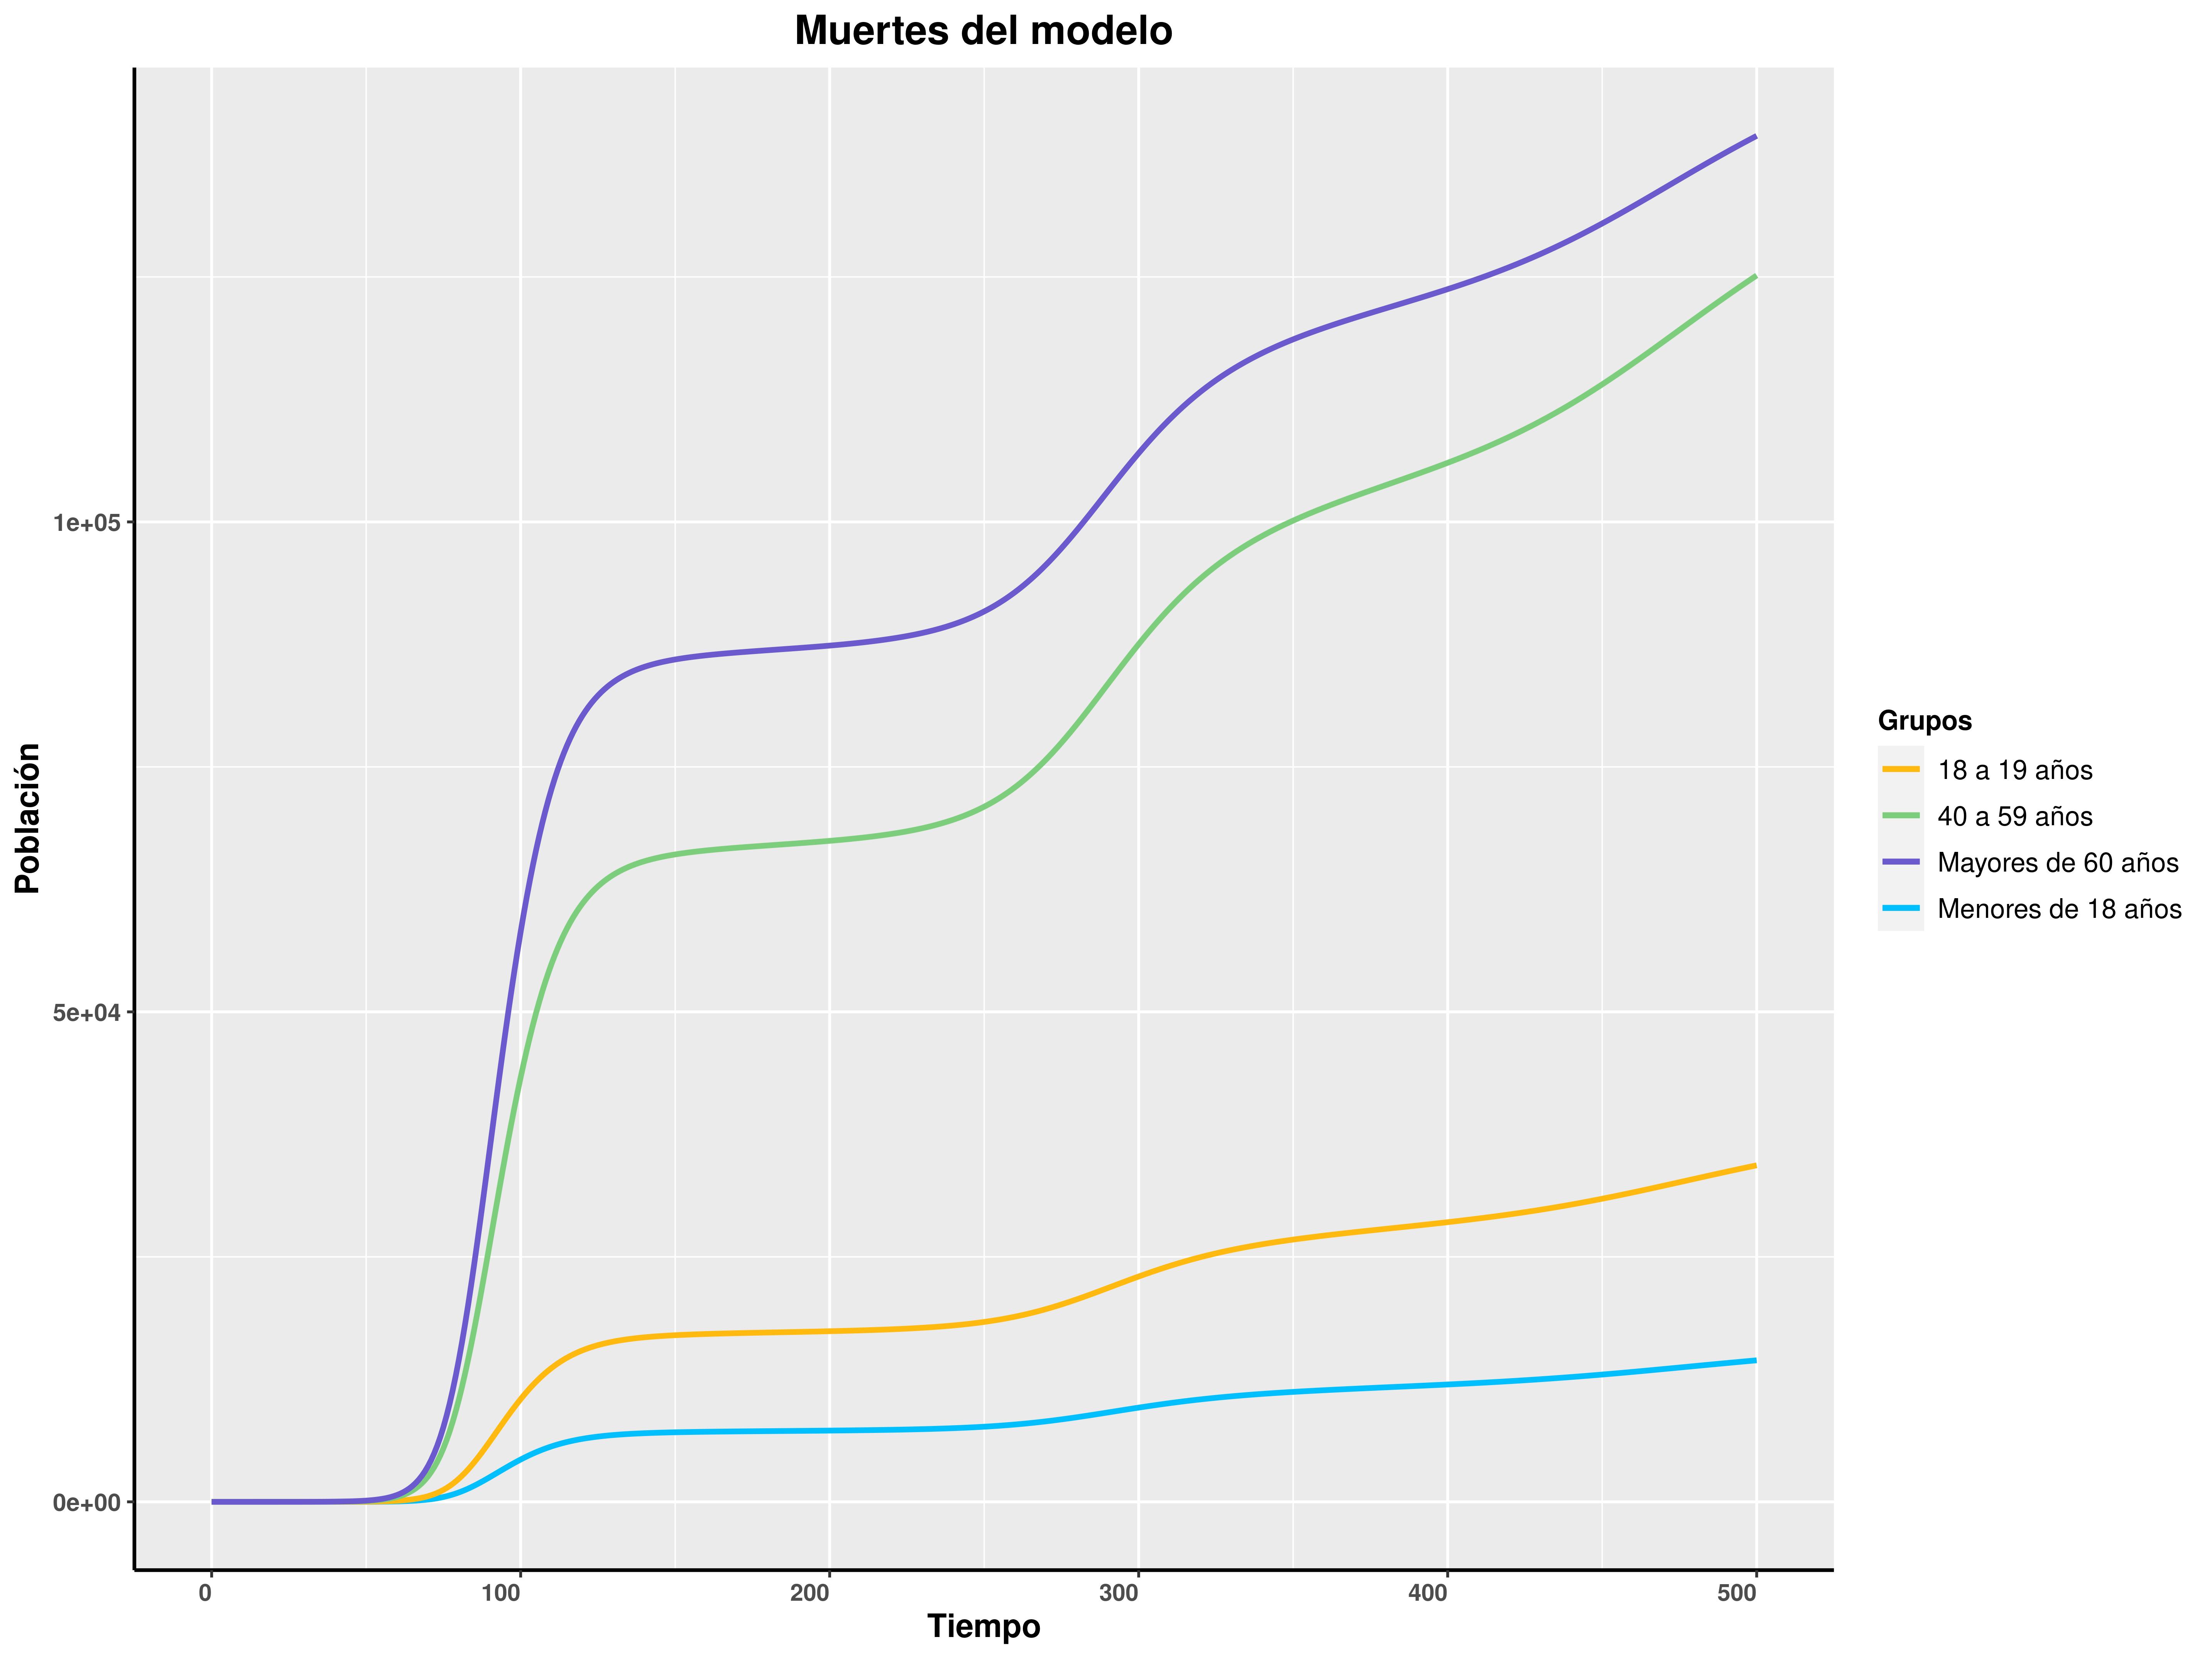 Muertes del modelo
Población
1e+05
5e+04
0e+00
0 100 200 300 400 500
Tiempo
Grupos
18 a 19 años
40 a 59 años
Mayores de 60 años
Menores de 18 años